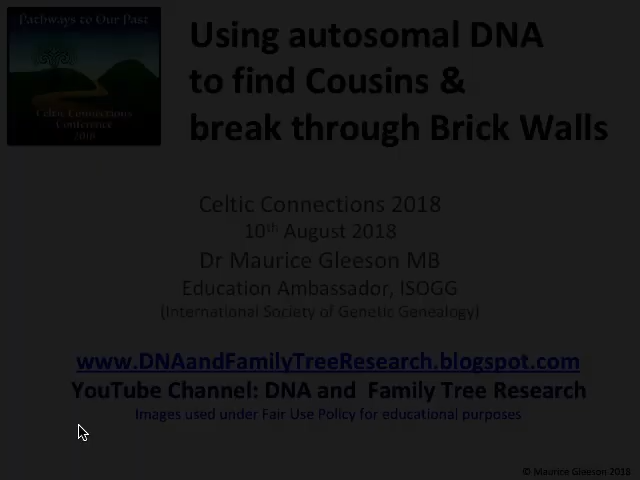 Pathways to Our Past
Celtic Connections
Conference
2018
Using autosomal DNA
to find Cousins &
break through Brick Walls
Celtic Connections 2018
10th August 2018
Dr Maurice Gleeson MB
Education Ambassador, ISOGG
(International Society of Genetic Genealogy)
www.DNAandFamilyTreeResearch.blogspot.com
YouTube Channel: DNA and Family Tree Research
Images used under Fair Use Policy for educational purposes
© Maurice Gleeson 2018